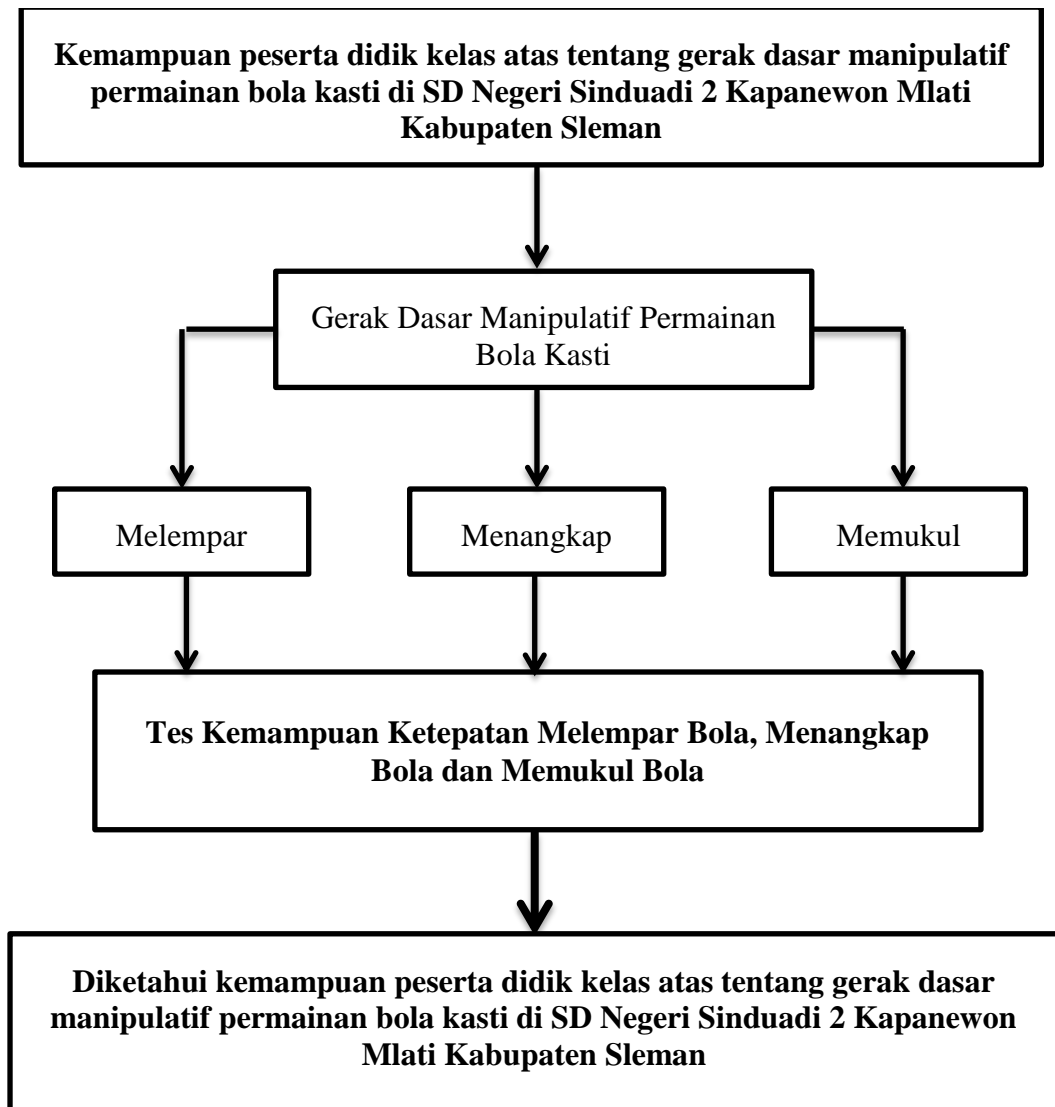 Kemampuan peserta didik kelas atas tentang gerak dasar manipulatif
permainan bola kasti di SD Negeri Sinduadi 2 Kapanewon Mlati
Kabupaten Sleman
Gerak Dasar Manipulatif Permainan
Bola Kasti
Melempar
Menangkap
Memukul
Tes Kemampuan Ketepatan Melempar Bola, Menangkap
Bola dan Memukul Bola
Diketahui kemampuan peserta didik kelas atas tentang gerak dasar
manipulatif permainan bola kasti di SD Negeri Sinduadi 2 Kapanewon
Mlati Kabupaten Sleman